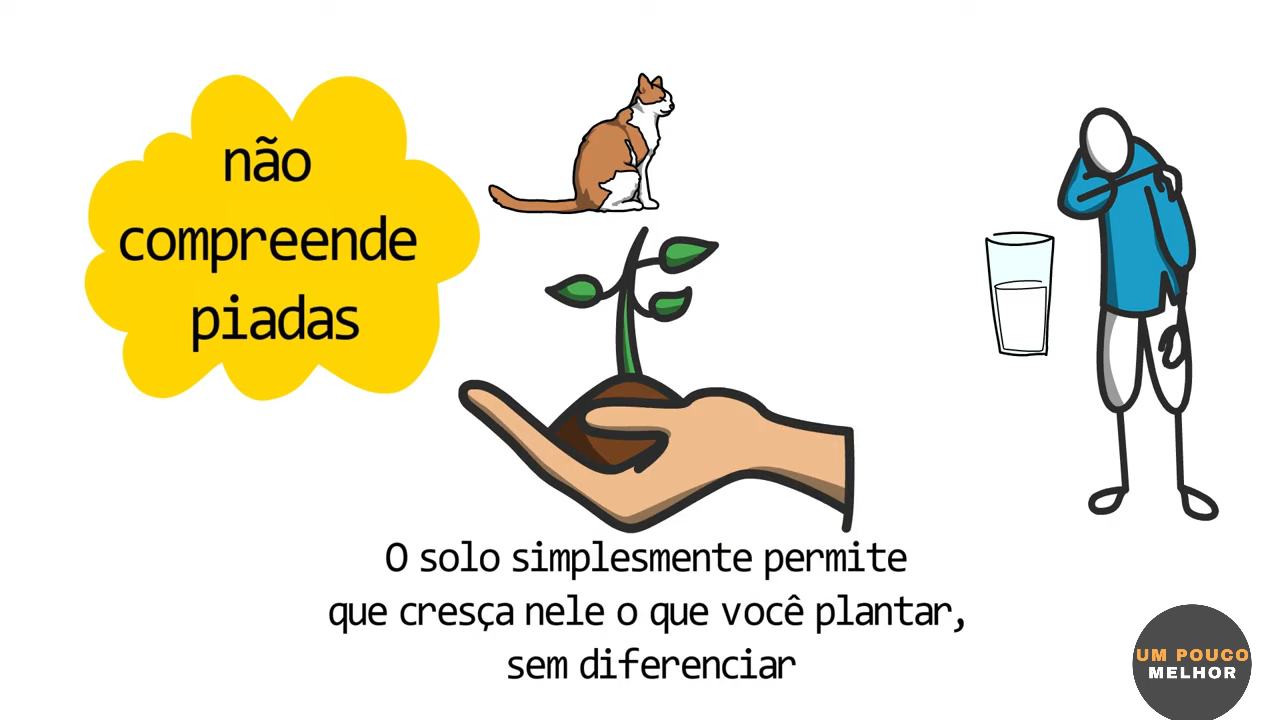 não
compreende
piadas
O solo simplesmente permite
que cresça nele o que você plantar,
sem diferenciar
UM POUCO
MELHOR